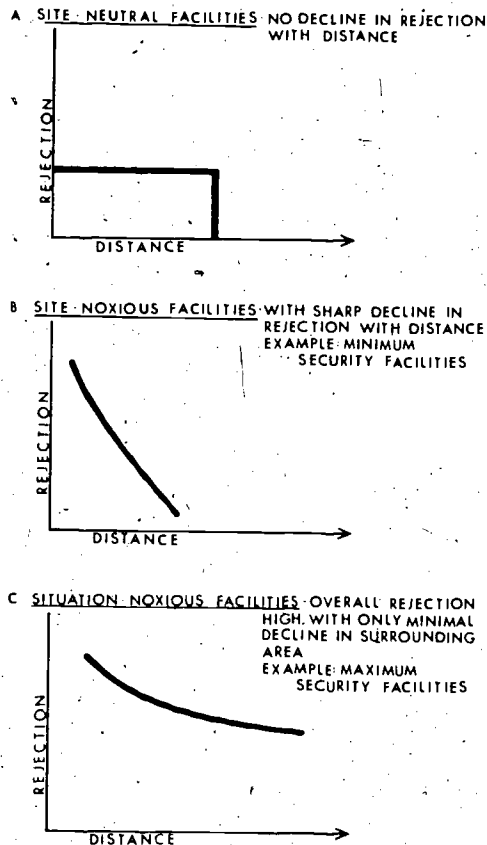 A SITE-NEUTRAL FACILITIES-NO DECLINE IN REJECTION
WITH DISTANCE
REJECTION
DISTANCE
B SITE-NOXIOUS FACILITIES-WITH SHARP DECLINE IN
REJECTION WITH DISTANCE
EXAMPLE: MINIMUM
SECURITY FACILITIES
REJECTION
DISTANCE
C SITUATION NOXIOUS FACILITIES-OVERALL REJECTION
HIGH, WITH ONLY MINIMAL
DECLINE IN SURROUNDING
AREA
EXAMPLE: MAXIMUM
SECURITY FACILITIES
REJECTION
DISTANCE